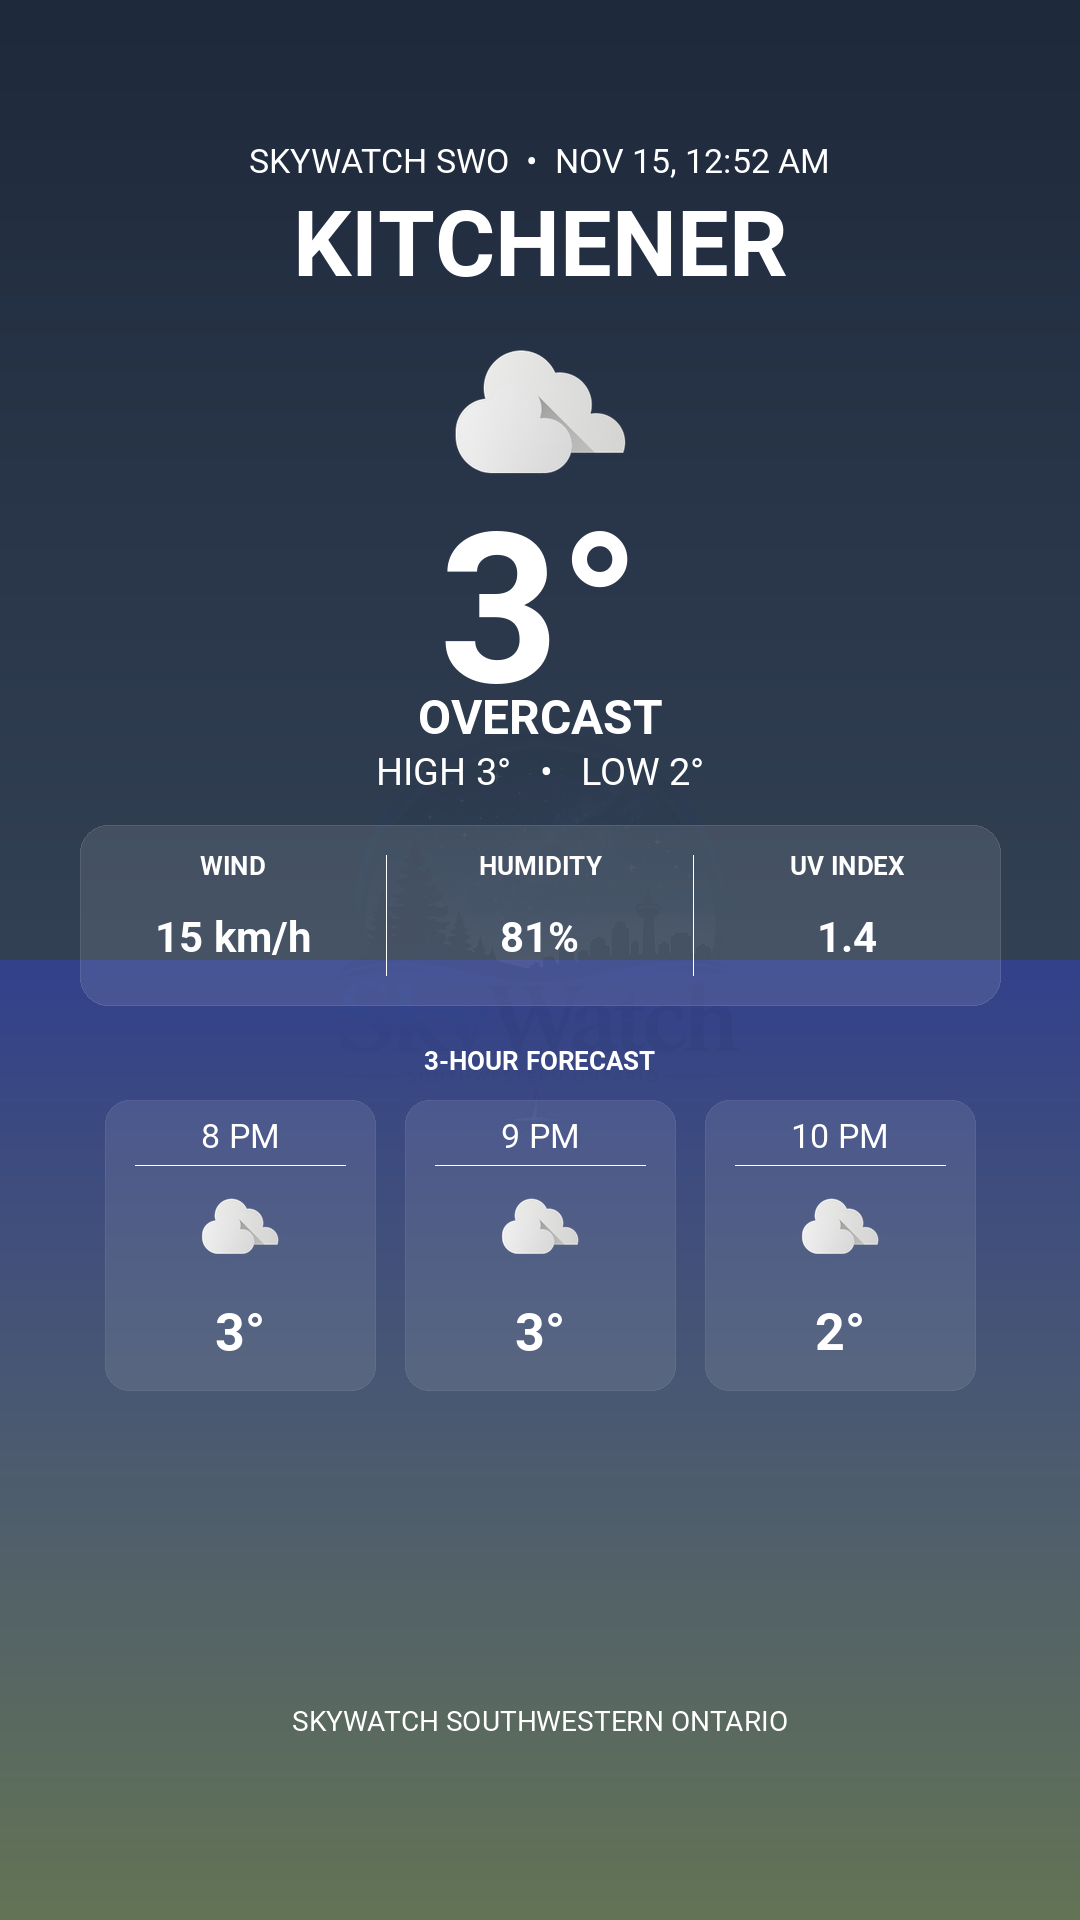 SKYWATCH SWO • NOV 15, 12:52 AM
KITCHENER
3°
OVERCAST
HIGH 3° • LOW 2°
WIND HUMIDITY UV INDEX
15 km/h 81% 1.4
SkyWatch
3-HOUR FORECAST
8 PM 9 PM 10 PM
3° 3° 2°
SKYWATCH SOUTHWESTERN ONTARIO